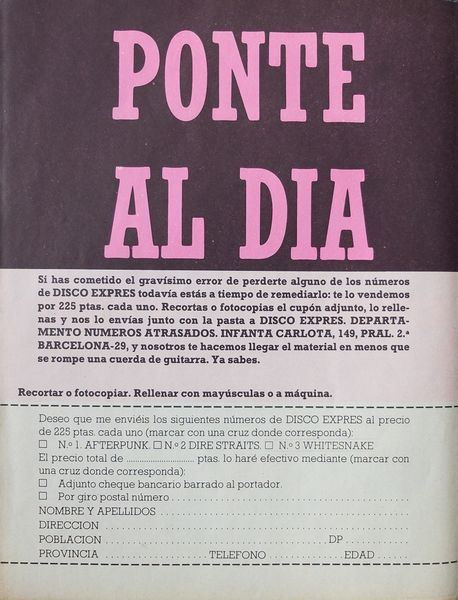 PONTE
AL DIA
Si has cometido el gravísimo error de perderte alguno de los números
de DISCO EXPRES todavía estás a tiempo de remediarlo: te lo vendemos
por 225 ptas. cada uno. Recortas o fotocopias el cupón adjunto, lo relle-
nas y nos lo envías junto con la pasta a DISCO EXPRES. DEPARTA-
MENTO NUMEROS ATRASADOS. INFANTA CARLOTA, 149, PRAL. 2.ª
BARCELONA-29, y nosotros te hacemos llegar el material en menos que
se rompe una cuerda de guitarra. Ya sabes.
Recortar o fotocopiar. Rellenar con mayúsculas o a máquina.
Deseo que me enviéis los siguientes números de DISCO EXPRES al precio
de 225 ptas. cada uno (marcar con una cruz donde corresponda):
☐ N.º 1. AFTERPUNK. ☐ N.º 2 DIRE STRAITS. ☐ N.º 3 WHITESNAKE
El precio total de .............................. ptas. lo haré efectivo mediante (marcar con
una cruz donde corresponda):
☐ Adjunto cheque bancario barrado al portador.
☐ Por giro postal número ..............................
NOMBRE Y APELLIDOS ..............................
DIRECCION ..............................
POBLACION .............................. DP ..............
PROVINCIA .................... TELEFONO .................... EDAD ...........